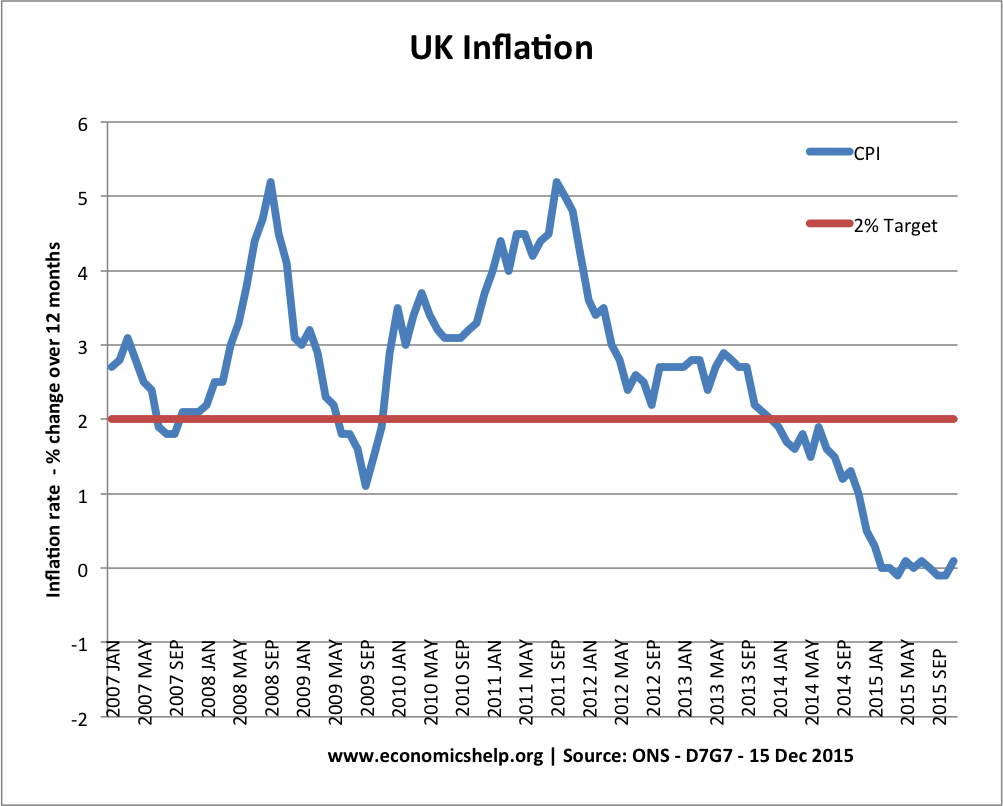 UK Inflation
6
5
4
3
2
1
0
-1
-2
Inflation rate - % change over 12 months
CPI
2% Target
2007 JAN
2007 MAY
2007 SEP
2008 JAN
2008 MAY
2008 SEP
2009 JAN
2009 MAY
2009 SEP
2010 JAN
2010 MAY
2010 SEP
2011 JAN
2011 MAY
2011 SEP
2012 JAN
2012 MAY
2012 SEP
2013 JAN
2013 MAY
2013 SEP
2014 JAN
2014 MAY
2014 SEP
2015 JAN
2015 MAY
2015 SEP
www.economicshelp.org | Source: ONS - D7G7 - 15 Dec 2015